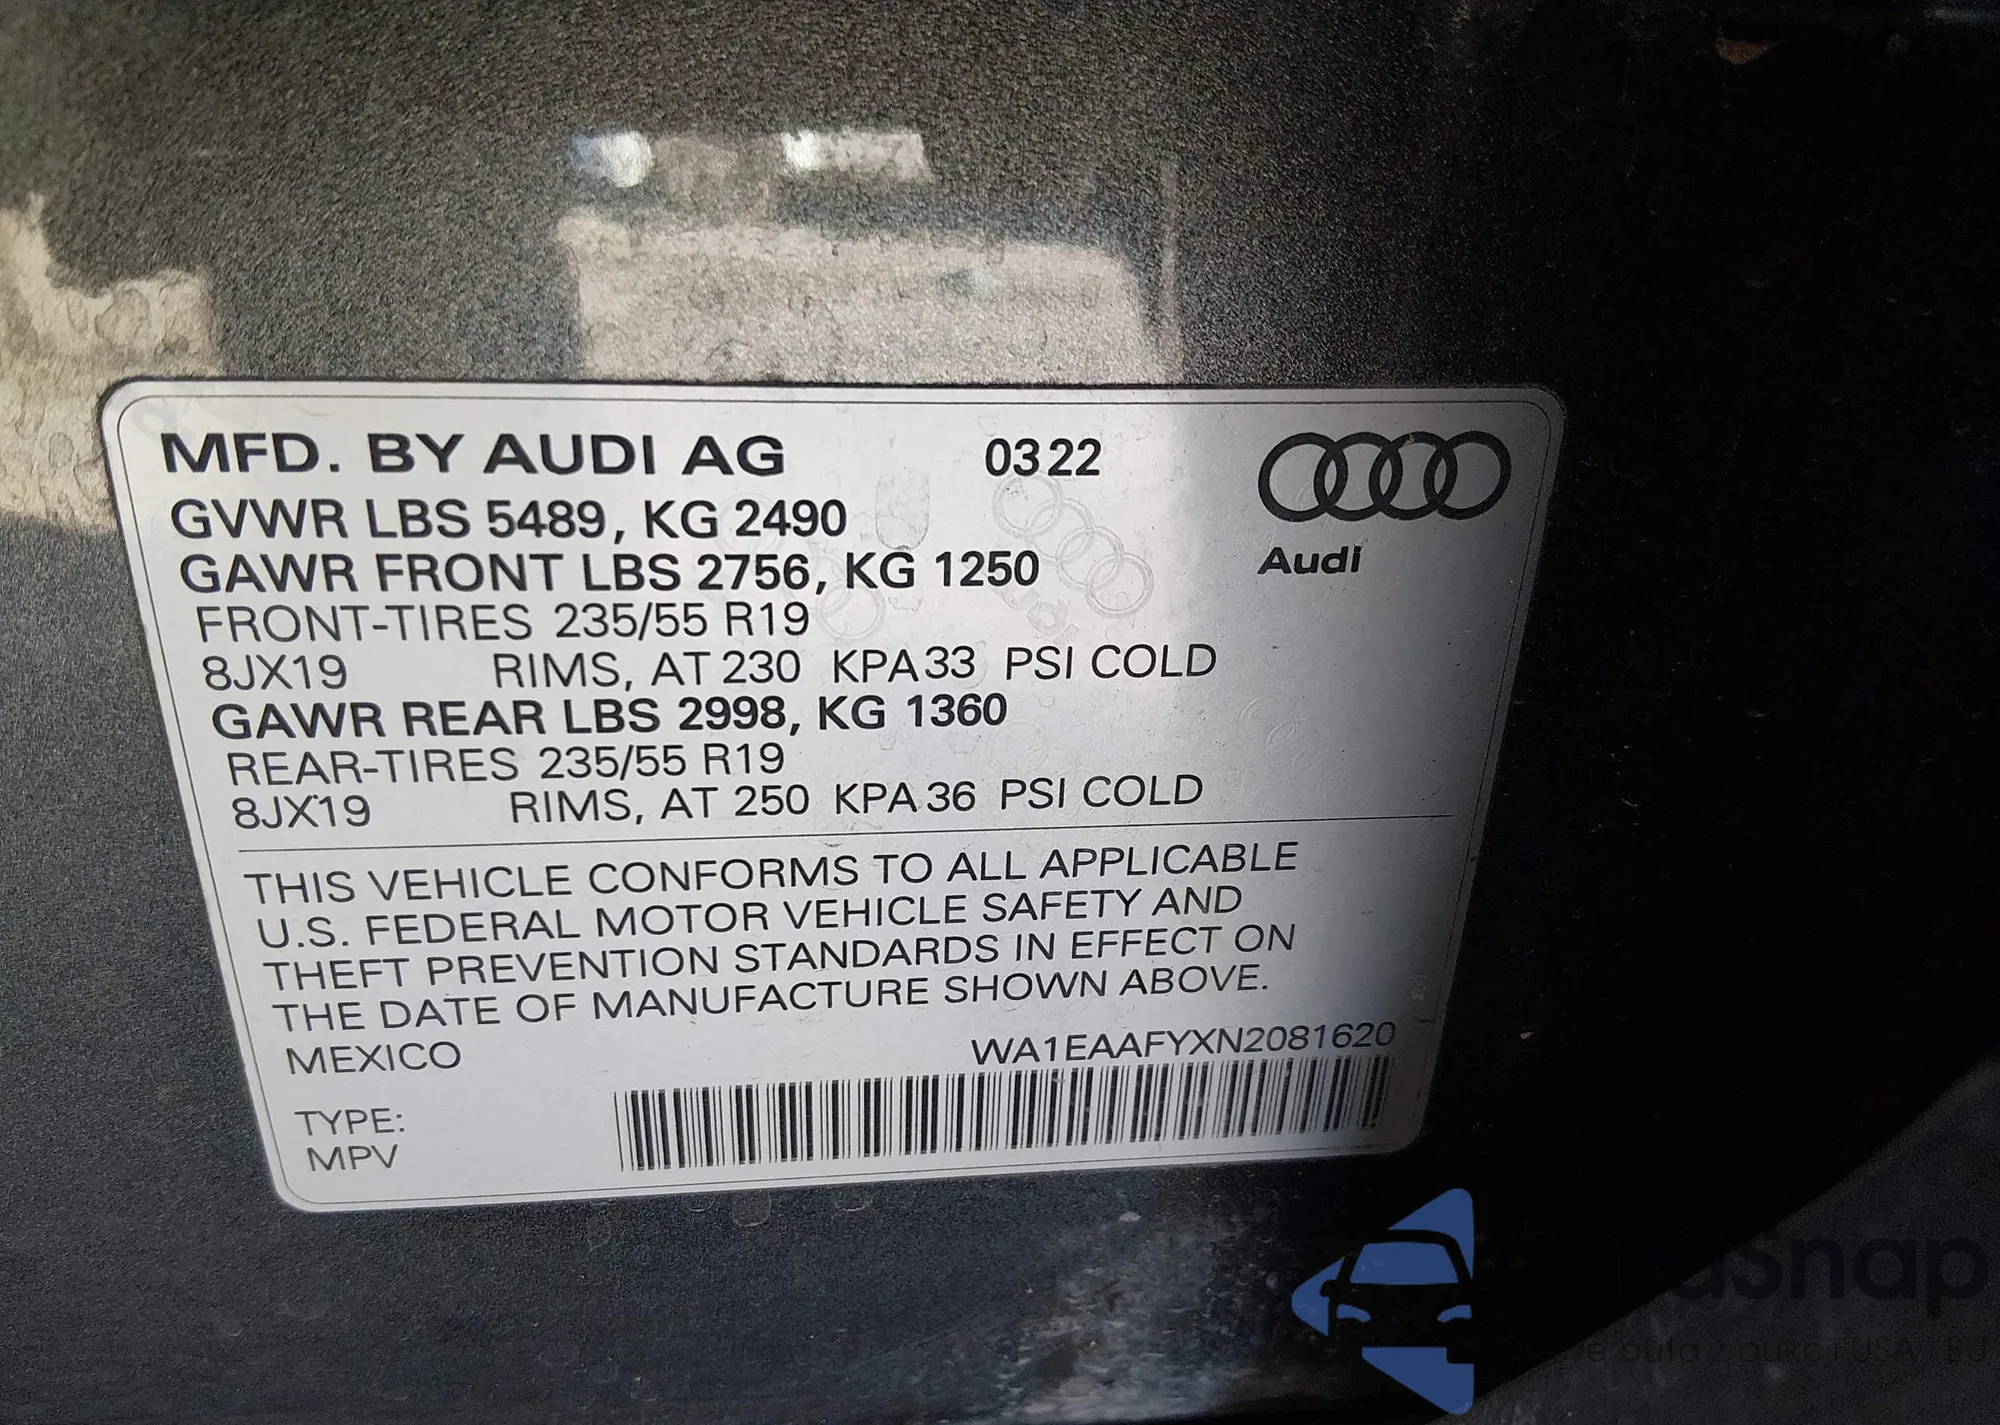 MFD. BY AUDI AG 0322
GVWR LBS 5489, KG 2490
GAWR FRONT LBS 2756, KG 1250
Audi
FRONT-TIRES 235/55 R19
8JX19 RIMS, AT 230 KPA 33 PSI COLD
GAWR REAR LBS 2998, KG 1360
REAR-TIRES 235/55 R19
8JX19 RIMS, AT 250 KPA 36 PSI COLD
THIS VEHICLE CONFORMS TO ALL APPLICABLE
U.S. FEDERAL MOTOR VEHICLE SAFETY AND
THEFT PREVENTION STANDARDS IN EFFECT ON
THE DATE OF MANUFACTURE SHOWN ABOVE.
MEXICO WA1EAAFYXN2081620
TYPE:
MPV